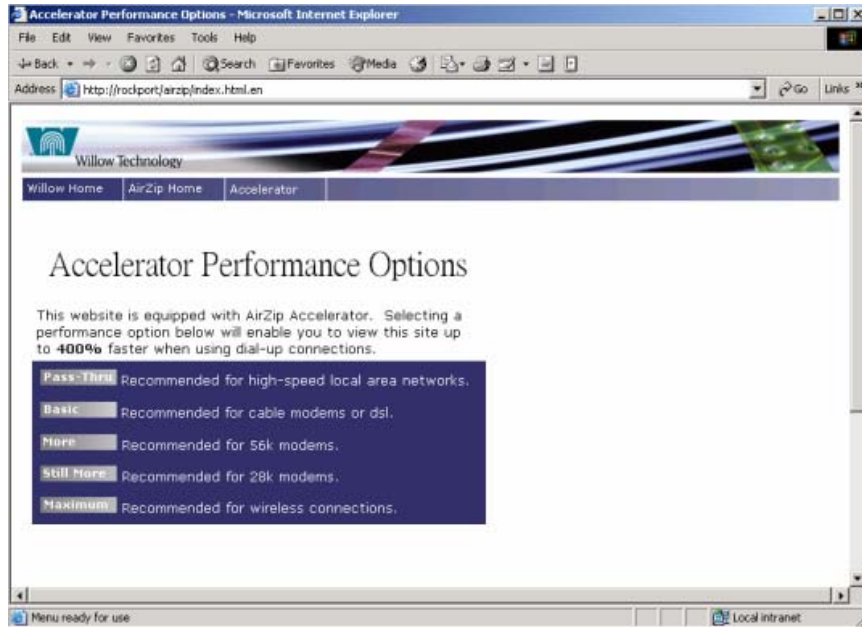 Accelerator Performance Options - Microsoft Internet Explorer
File Edit View Favorites Tools Help
Back Search Favorites Media
Address http://rockport/airzip/index.html.en Go Links
Willow Technology
Willow Home AirZip Home Accelerator
Accelerator Performance Options
This website is equipped with AirZip Accelerator. Selecting a
performance option below will enable you to view this site up
to 400% faster when using dial-up connections.
Pass-Thru Recommended for high-speed local area networks.
Basic Recommended for cable modems or dsl.
More Recommended for 56k modems.
Still More Recommended for 28k modems.
Maximum Recommended for wireless connections.
Menu ready for use Local intranet